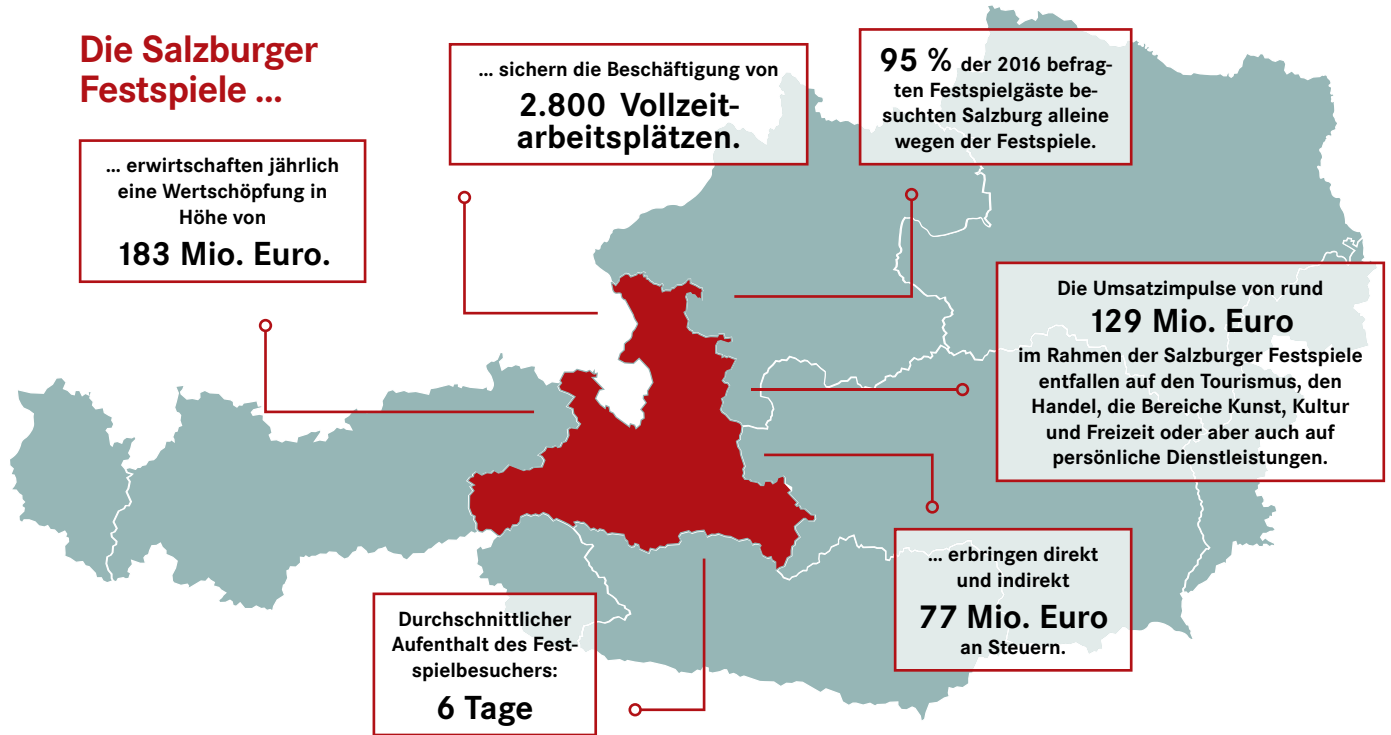 Die Salzburger
Festspiele ...
... erwirtschaften jährlich
eine Wertschöpfung in
Höhe von
183 Mio. Euro.
... sichern die Beschäftigung von
2.800 Vollzeit-
arbeitsplätzen.
95 % der 2016 befrag-
ten Festspielgäste be-
suchten Salzburg alleine
wegen der Festspiele.
Die Umsatzimpulse von rund
129 Mio. Euro
im Rahmen der Salzburger Festspiele
entfallen auf den Tourismus, den
Handel, die Bereiche Kunst, Kultur
und Freizeit oder aber auch auf
persönliche Dienstleistungen.
... erbringen direkt
und indirekt
77 Mio. Euro
an Steuern.
Durchschnittlicher
Aufenthalt des Fest-
spielbesuchers:
6 Tage